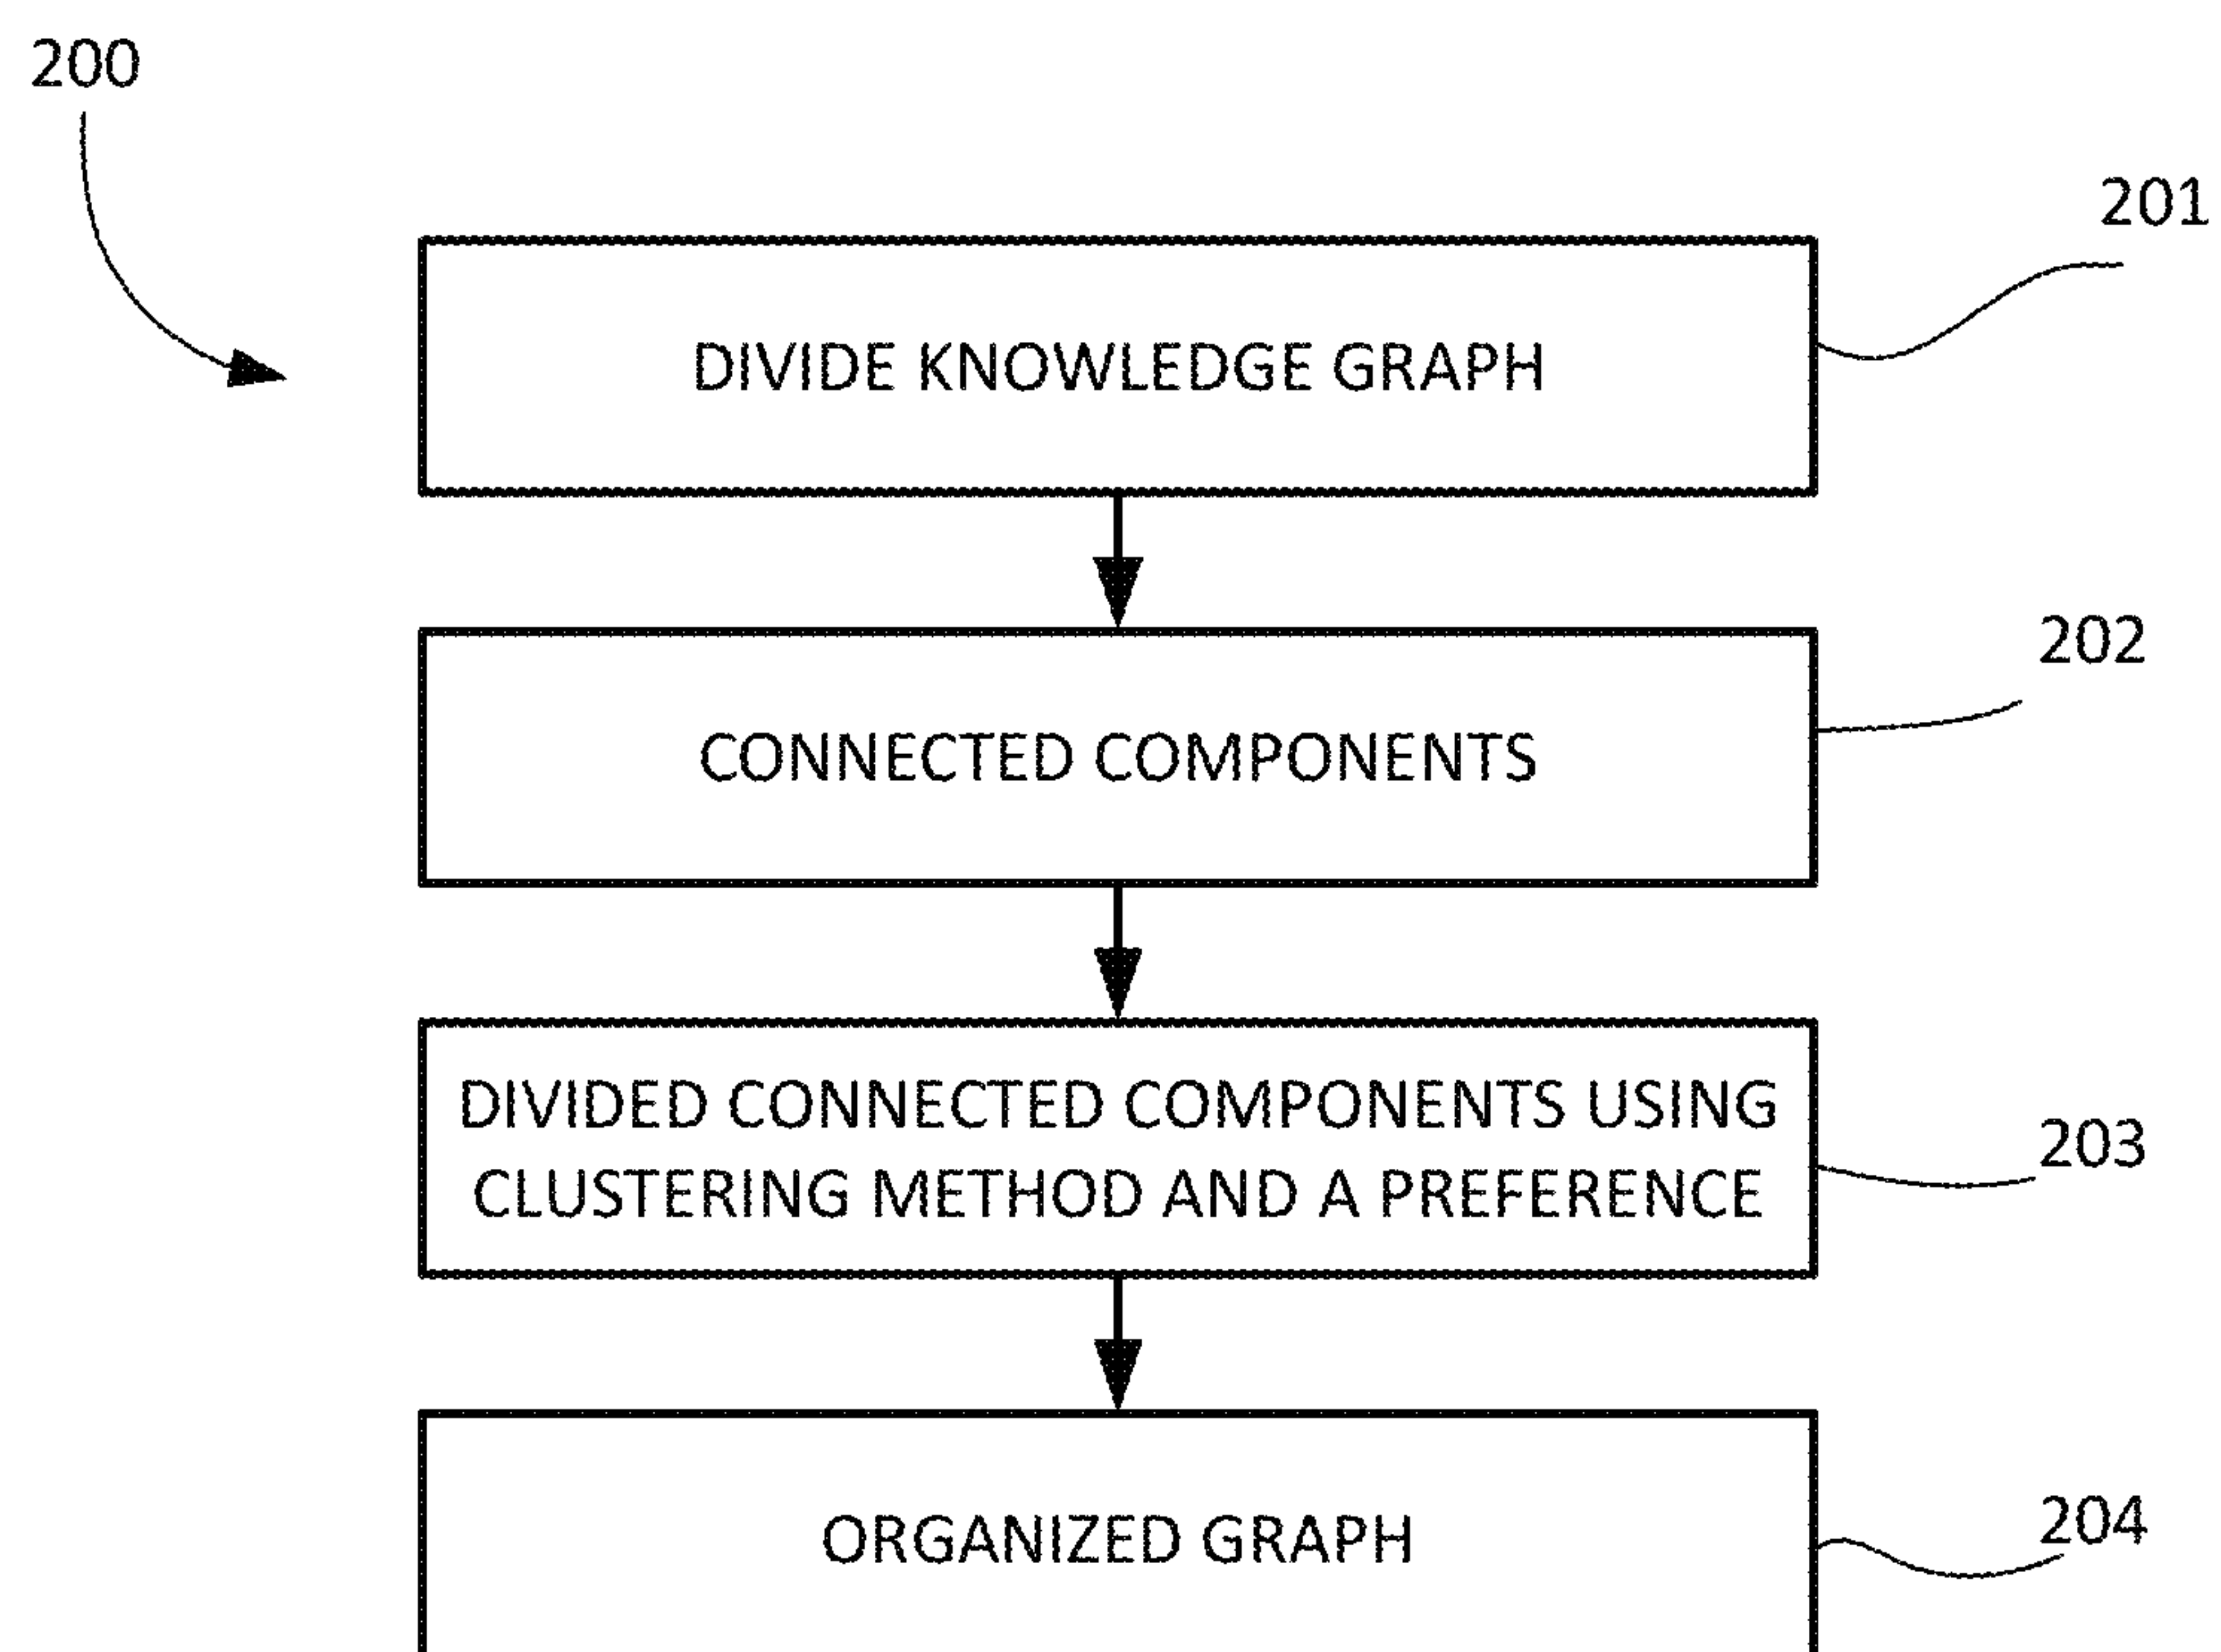 200
201
DIVIDE KNOWLEDGE GRAPH
202
CONNECTED COMPONENTS
DIVIDED CONNECTED COMPONENTS USING
CLUSTERING METHOD AND A PREFERENCE
203
ORGANIZED GRAPH
204